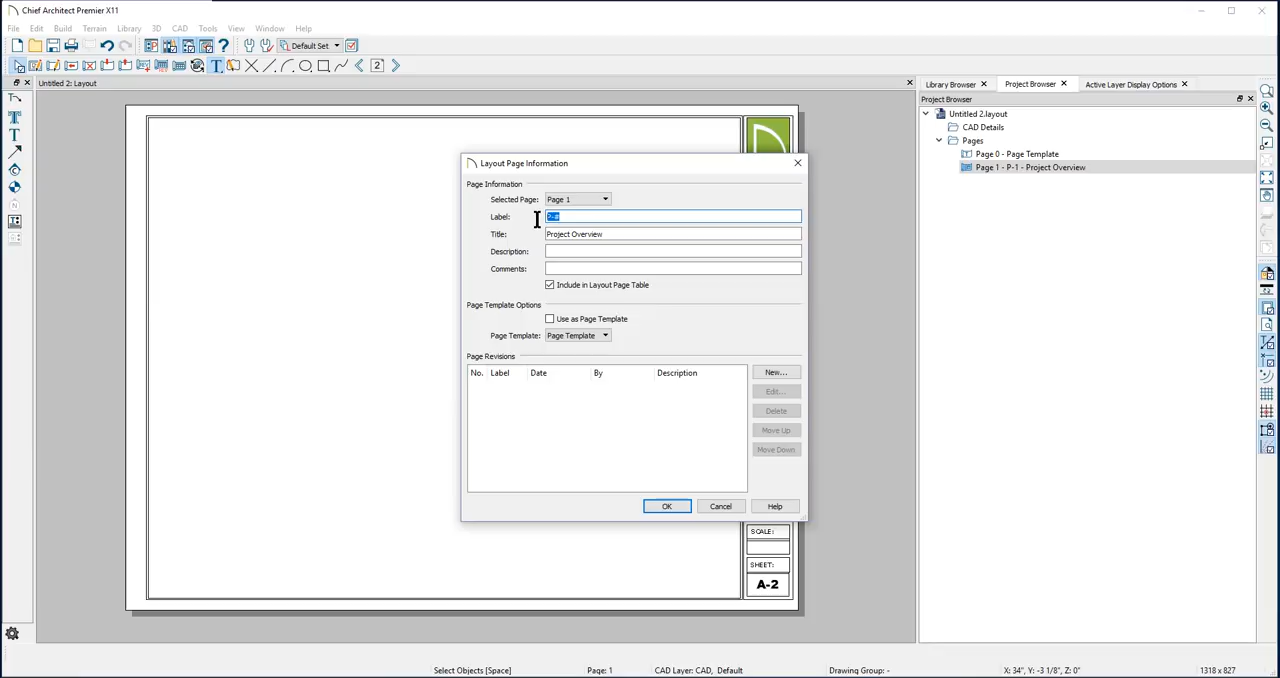 Chief Architect Premier X11
File Edit Build Terrain Library 3D CAD Tools View Window Help
Default Set
2
Untitled 2: Layout
Library Browser Project Browser Active Layer Display Options
Project Browser
Untitled 2.layout
CAD Details
Pages
Page 0 - Page Template
Page 1 - P-1 - Project Overview
Layout Page Information
Page Information
Selected Page: Page 1
Label: P-#
Title: Project Overview
Description:
Comments:
Include in Layout Page Table
Page Template Options
Use as Page Template
Page Template: Page Template
Page Revisions
No. Label Date By Description
New...
Edit...
Delete
Move Up
Move Down
OK Cancel Help
SCALE:
SHEET:
A-2
Select Objects [Space] Page: 1 CAD Layer: CAD, Default Drawing Group: - X: 34", Y: -3 1/8", Z: 0" 1318 x 827